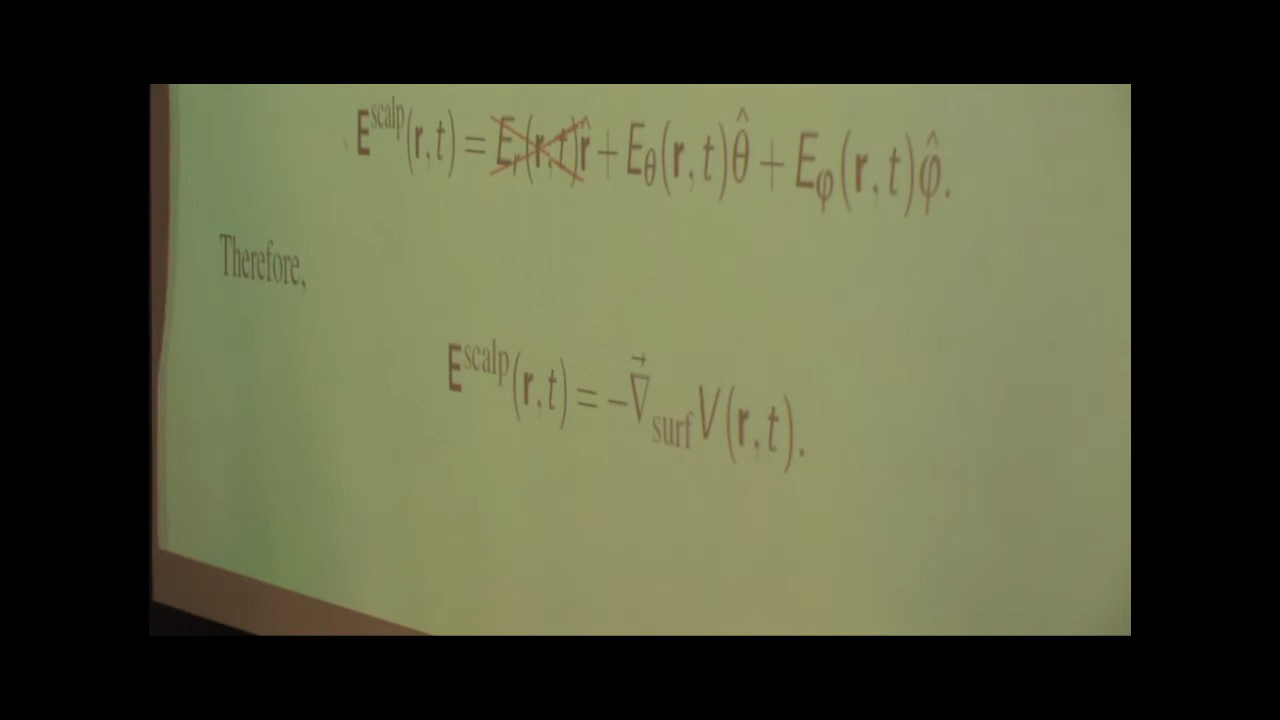 E^scalp(r, t) = E_r(r, t)r̂ + E_θ(r, t)θ̂ + E_φ(r, t)φ̂.
Therefore,
E^scalp(r, t) = −∇⃗_surf V(r, t).